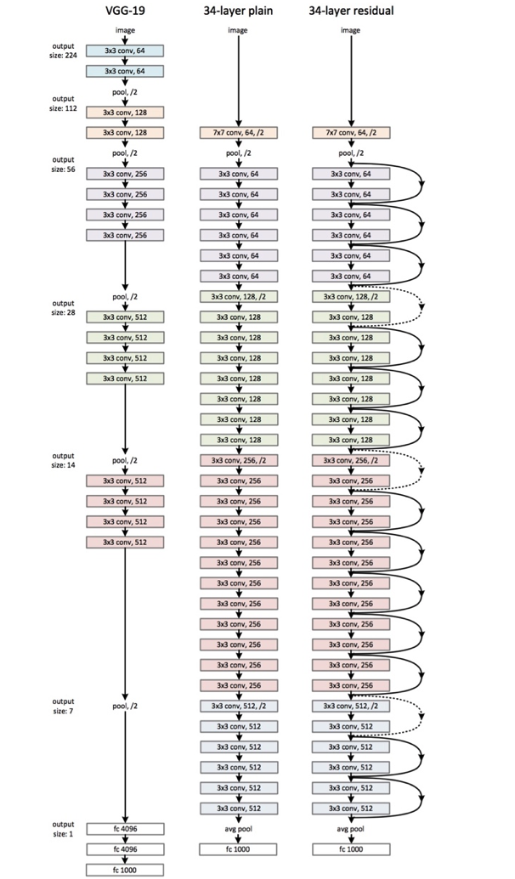 VGG-19
image
output
size: 224
3x3 conv, 64
3x3 conv, 64
pool, /2
output
size: 112
3x3 conv, 128
3x3 conv, 128
pool, /2
output
size: 56
3x3 conv, 256
3x3 conv, 256
3x3 conv, 256
3x3 conv, 256
output
size: 28
pool, /2
3x3 conv, 512
3x3 conv, 512
3x3 conv, 512
3x3 conv, 512
output
size: 14
pool, /2
3x3 conv, 512
3x3 conv, 512
3x3 conv, 512
3x3 conv, 512
output
size: 7
pool, /2
output
size: 1
fc 4096
fc 4096
fc 1000
34-layer plain
image
7x7 conv, 64, /2
pool, /2
3x3 conv, 64
3x3 conv, 64
3x3 conv, 64
3x3 conv, 64
3x3 conv, 64
3x3 conv, 64
3x3 conv, 128, /2
3x3 conv, 128
3x3 conv, 128
3x3 conv, 128
3x3 conv, 128
3x3 conv, 128
3x3 conv, 128
3x3 conv, 128
3x3 conv, 256, /2
3x3 conv, 256
3x3 conv, 256
3x3 conv, 256
3x3 conv, 256
3x3 conv, 256
3x3 conv, 256
3x3 conv, 256
3x3 conv, 256
3x3 conv, 256
3x3 conv, 256
3x3 conv, 256
3x3 conv, 512, /2
3x3 conv, 512
3x3 conv, 512
3x3 conv, 512
3x3 conv, 512
3x3 conv, 512
avg pool
fc 1000
34-layer residual
image
7x7 conv, 64, /2
pool, /2
3x3 conv, 64
3x3 conv, 64
3x3 conv, 64
3x3 conv, 64
3x3 conv, 64
3x3 conv, 64
3x3 conv, 128, /2
3x3 conv, 128
3x3 conv, 128
3x3 conv, 128
3x3 conv, 128
3x3 conv, 128
3x3 conv, 128
3x3 conv, 128
3x3 conv, 256, /2
3x3 conv, 256
3x3 conv, 256
3x3 conv, 256
3x3 conv, 256
3x3 conv, 256
3x3 conv, 256
3x3 conv, 256
3x3 conv, 256
3x3 conv, 256
3x3 conv, 256
3x3 conv, 256
3x3 conv, 512, /2
3x3 conv, 512
3x3 conv, 512
3x3 conv, 512
3x3 conv, 512
3x3 conv, 512
avg pool
fc 1000